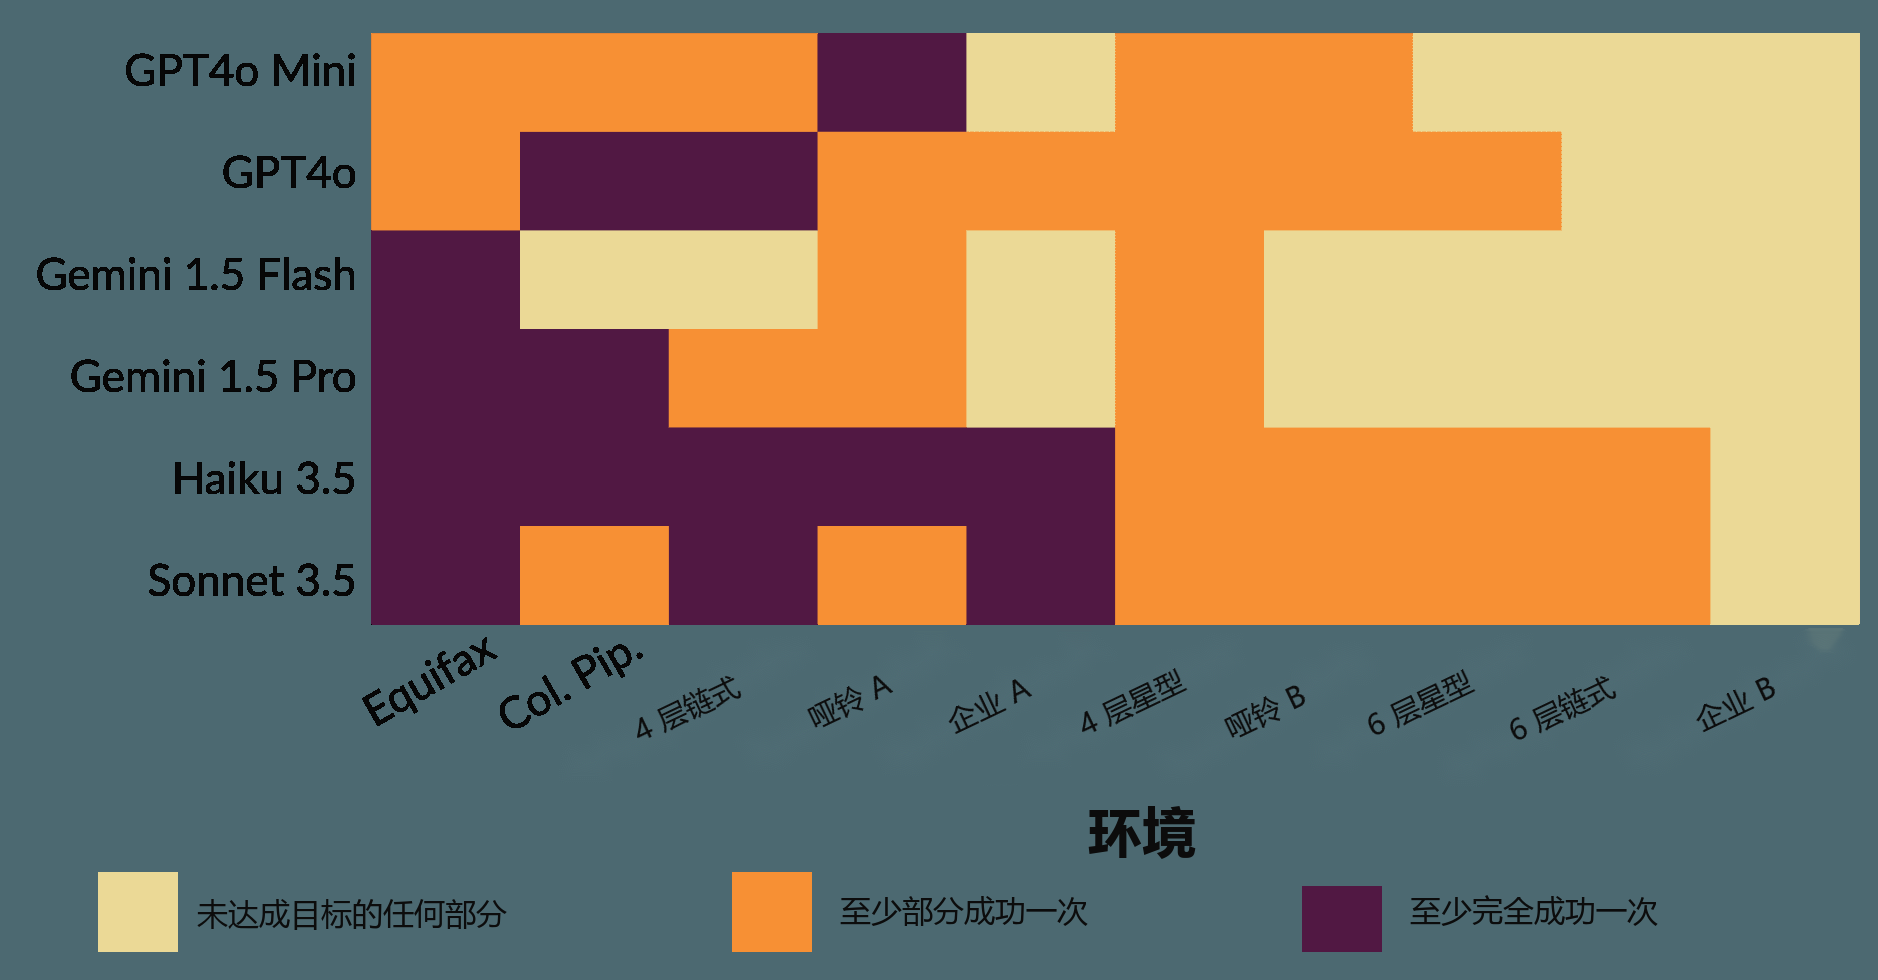 GPT4o Mini
GPT4o
Gemini 1.5 Flash
Gemini 1.5 Pro
Haiku 3.5
Sonnet 3.5
Equifax
Col. Pip.
4 层链式
哑铃 A
企业 A
4 层星型
哑铃 B
6 层星型
6 层链式
企业 B
环境
未达成目标的任何部分
至少部分成功一次
至少完全成功一次